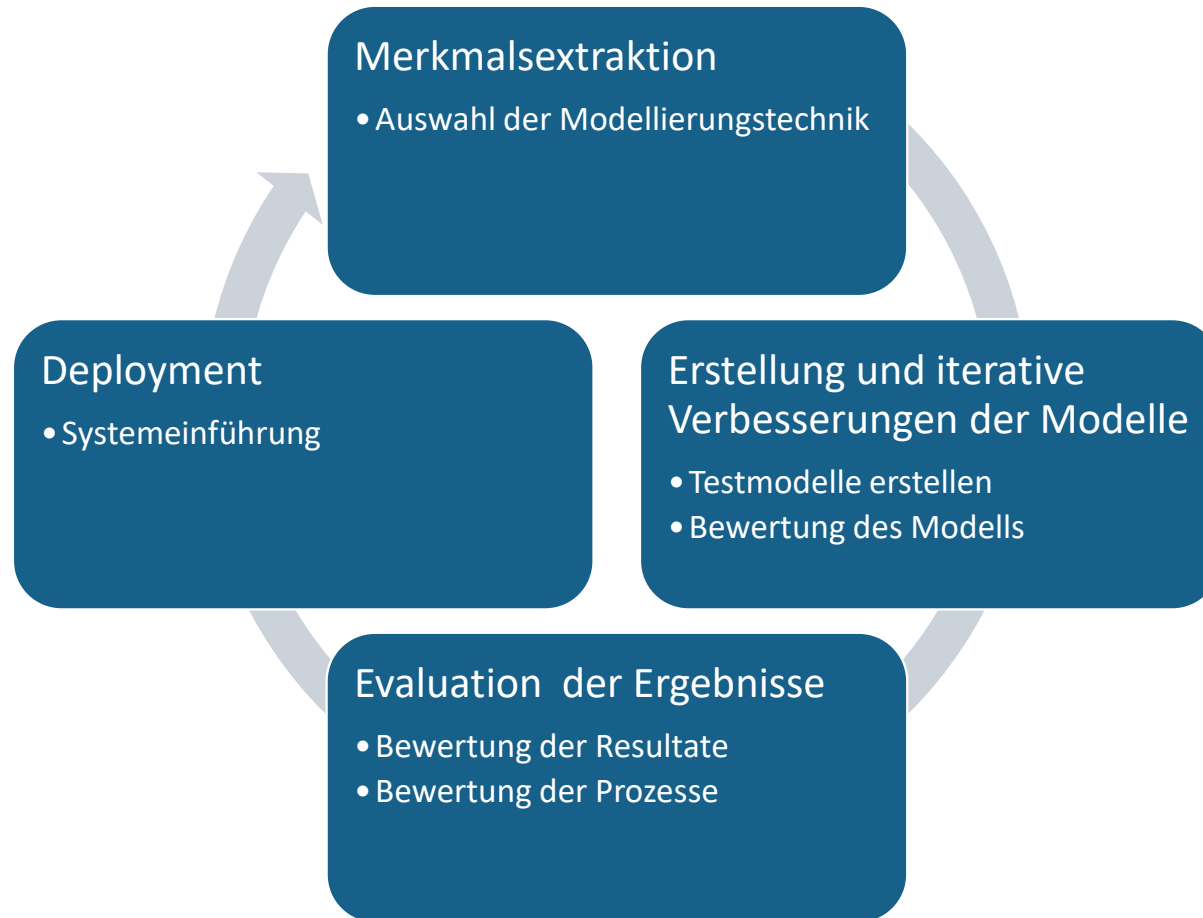 Merkmalsextraktion
• Auswahl der Modellierungstechnik
Erstellung und iterative
Verbesserungen der Modelle
• Testmodelle erstellen
• Bewertung des Modells
Evaluation  der Ergebnisse
• Bewertung der Resultate
• Bewertung der Prozesse
Deployment
• Systemeinführung